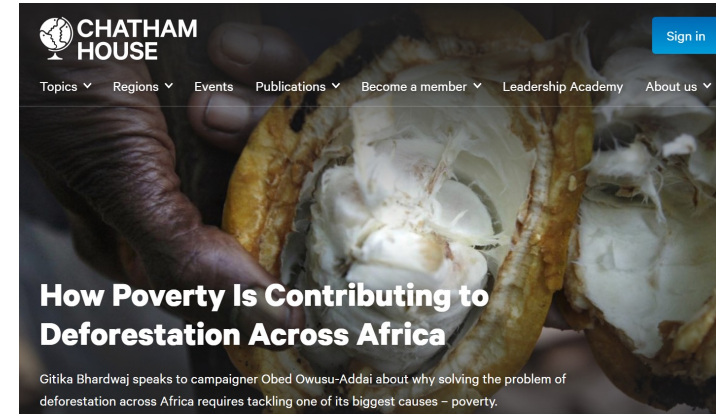 CHATHAM
HOUSE
Sign in
Topics
Regions
Events
Publications
Become a member
Leadership Academy
About us
How Poverty Is Contributing to
Deforestation Across Africa
Gitika Bhardwaj speaks to campaigner Obed Owusu-Addai about why solving the problem of
deforestation across Africa requires tackling one of its biggest causes – poverty.